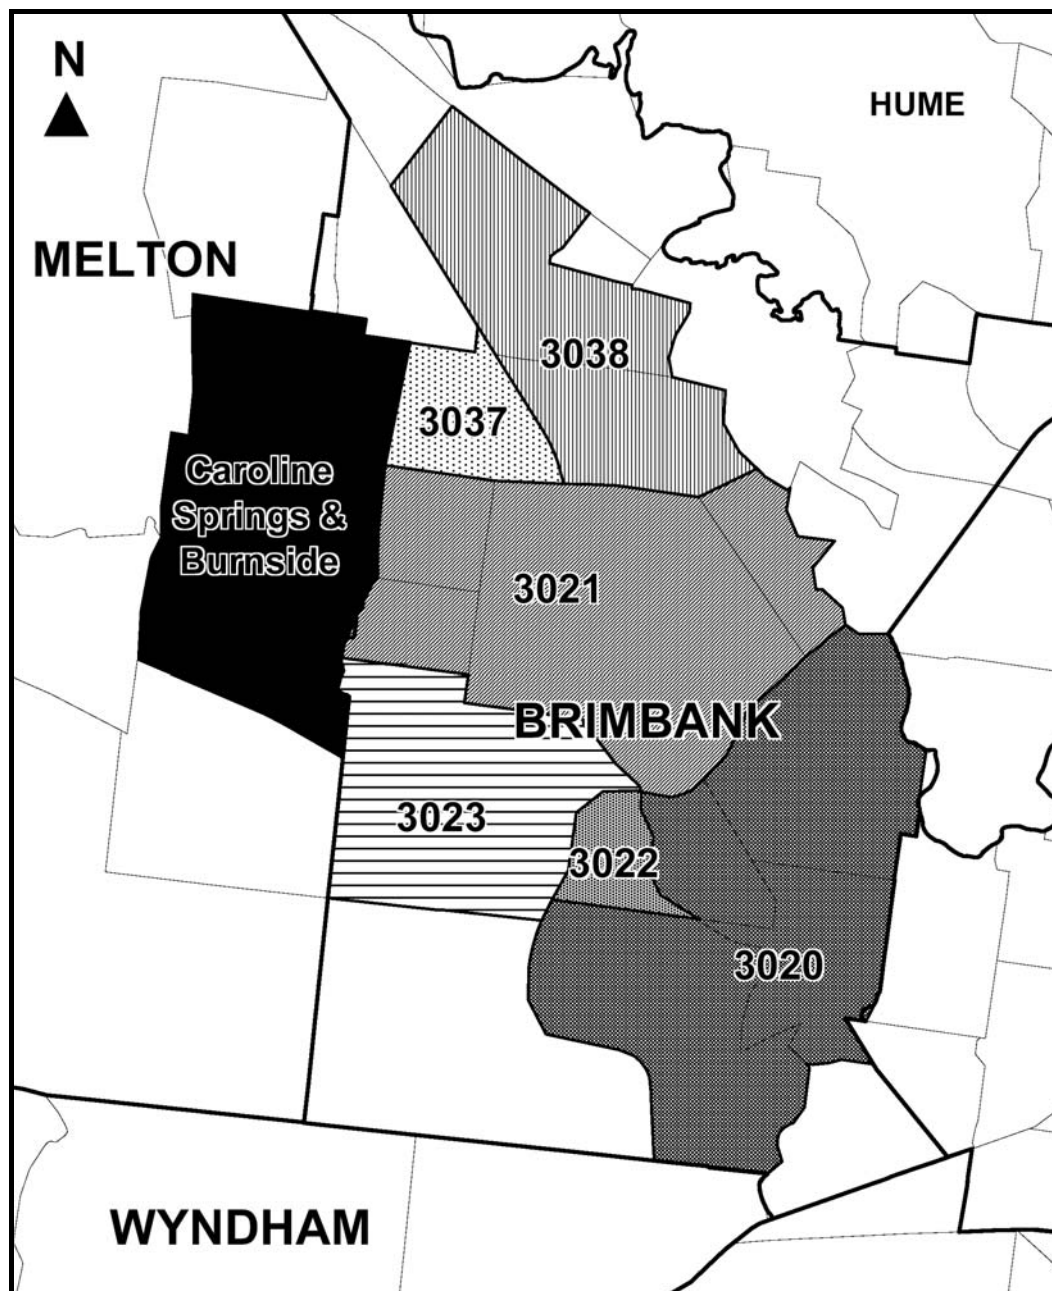 N
HUME
MELTON
3038
3037
Caroline
Springs &
Burnside
3021
BRIMBANK
3023
3022
3020
WYNDHAM